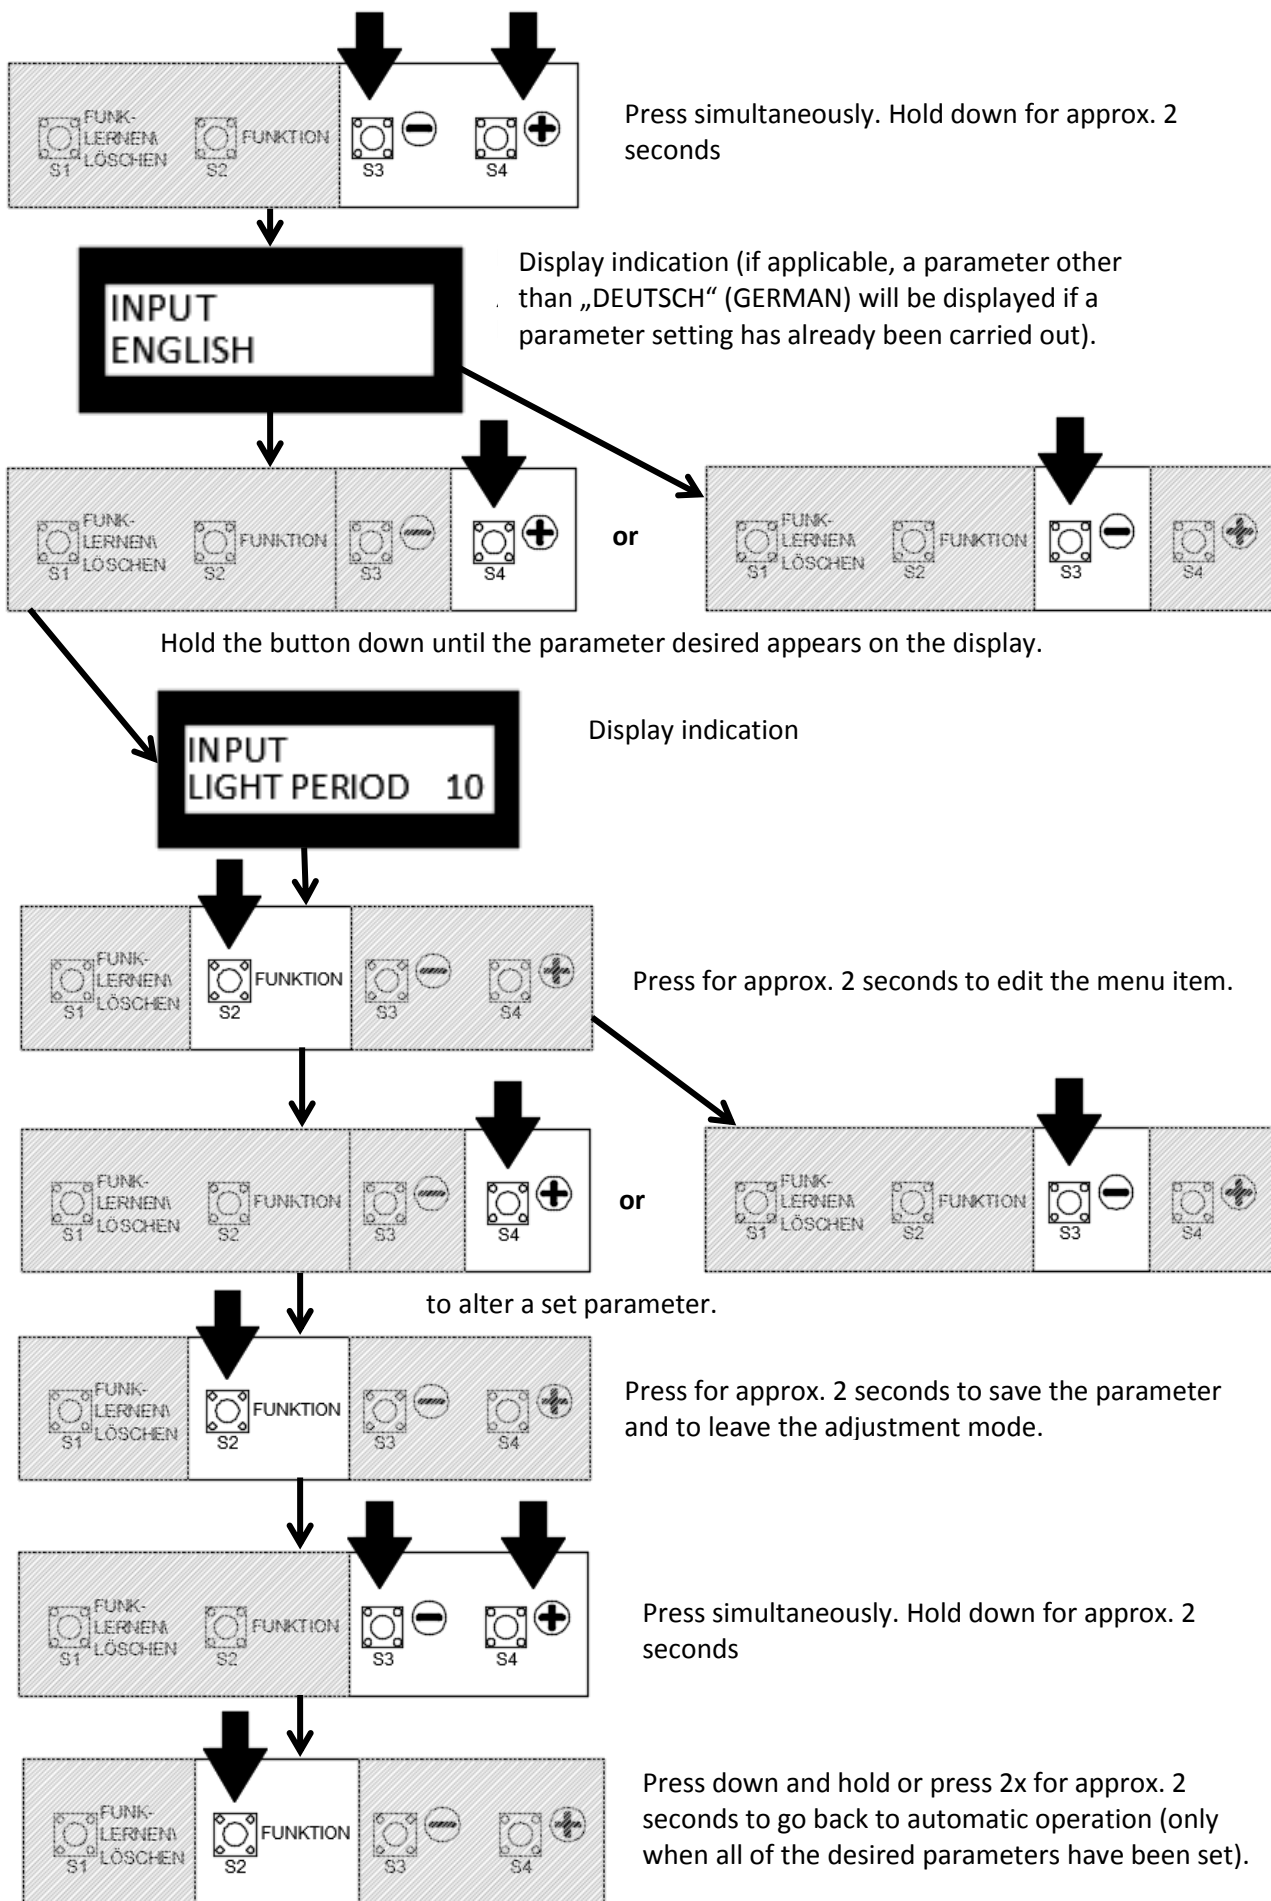 FUNK-
LERNEN\
LÖSCHEN
S1
FUNKTION
S2
S3
S4
Press simultaneously. Hold down for approx. 2
seconds
INPUT
ENGLISH
Display indication (if applicable, a parameter other
. than „DEUTSCH“ (GERMAN) will be displayed if a
parameter setting has already been carried out).
FUNK-
LERNEN\
LÖSCHEN
S1
FUNKTION
S2
S3
S4
or
FUNK-
LERNEN\
LÖSCHEN
S1
FUNKTION
S2
S3
S4
Hold the button down until the parameter desired appears on the display.
INPUT
LIGHT PERIOD 10
Display indication
FUNK-
LERNEN\
LÖSCHEN
S1
FUNKTION
S2
S3
S4
Press for approx. 2 seconds to edit the menu item.
FUNK-
LERNEN\
LÖSCHEN
S1
FUNKTION
S2
S3
S4
or
FUNK-
LERNEN\
LÖSCHEN
S1
FUNKTION
S2
S3
S4
to alter a set parameter.
FUNK-
LERNEN\
LÖSCHEN
S1
FUNKTION
S2
S3
S4
Press for approx. 2 seconds to save the parameter
and to leave the adjustment mode.
FUNK-
LERNEN\
LÖSCHEN
S1
FUNKTION
S2
S3
S4
Press simultaneously. Hold down for approx. 2
seconds
FUNK-
LERNEN\
LÖSCHEN
S1
FUNKTION
S2
S3
S4
Press down and hold or press 2x for approx. 2
seconds to go back to automatic operation (only
when all of the desired parameters have been set).